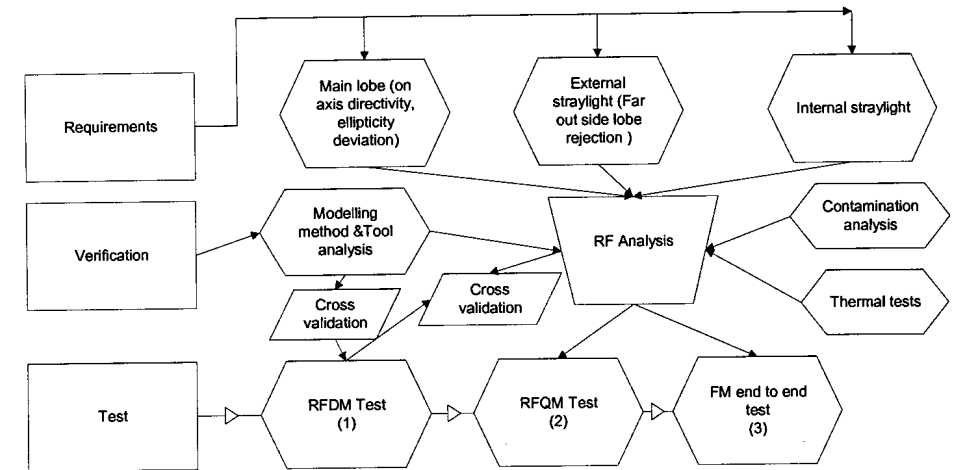 Requirements
Main lobe (on
axis directivity,
ellipticity
deviation)
External
straylight (Far
out side lobe
rejection )
Internal straylight
Verification
Modelling
method &Tool
analysis
RF Analysis
Contamination
analysis
Cross
validation
Cross
validation
Thermal tests
Test
RFDM Test
(1)
RFQM Test
(2)
FM end to end
test
(3)